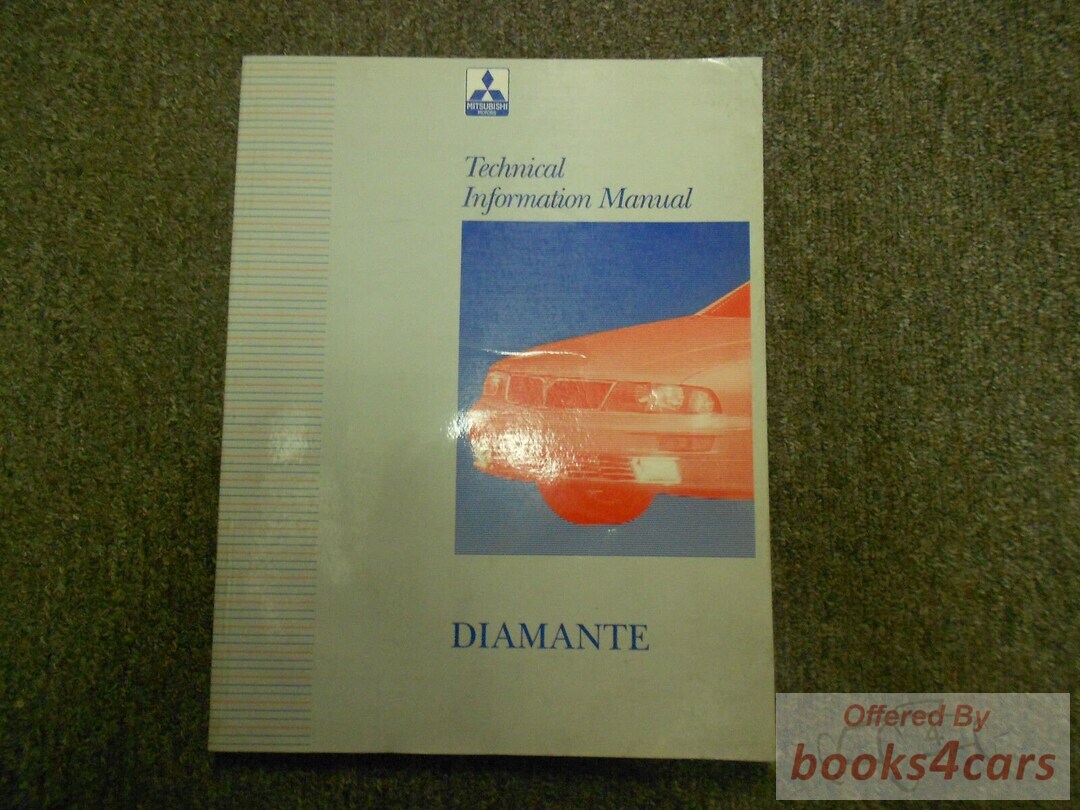 MITSUBISHI
MOTORS
Technical
Information Manual
DIAMANTE
Offered By
books4cars